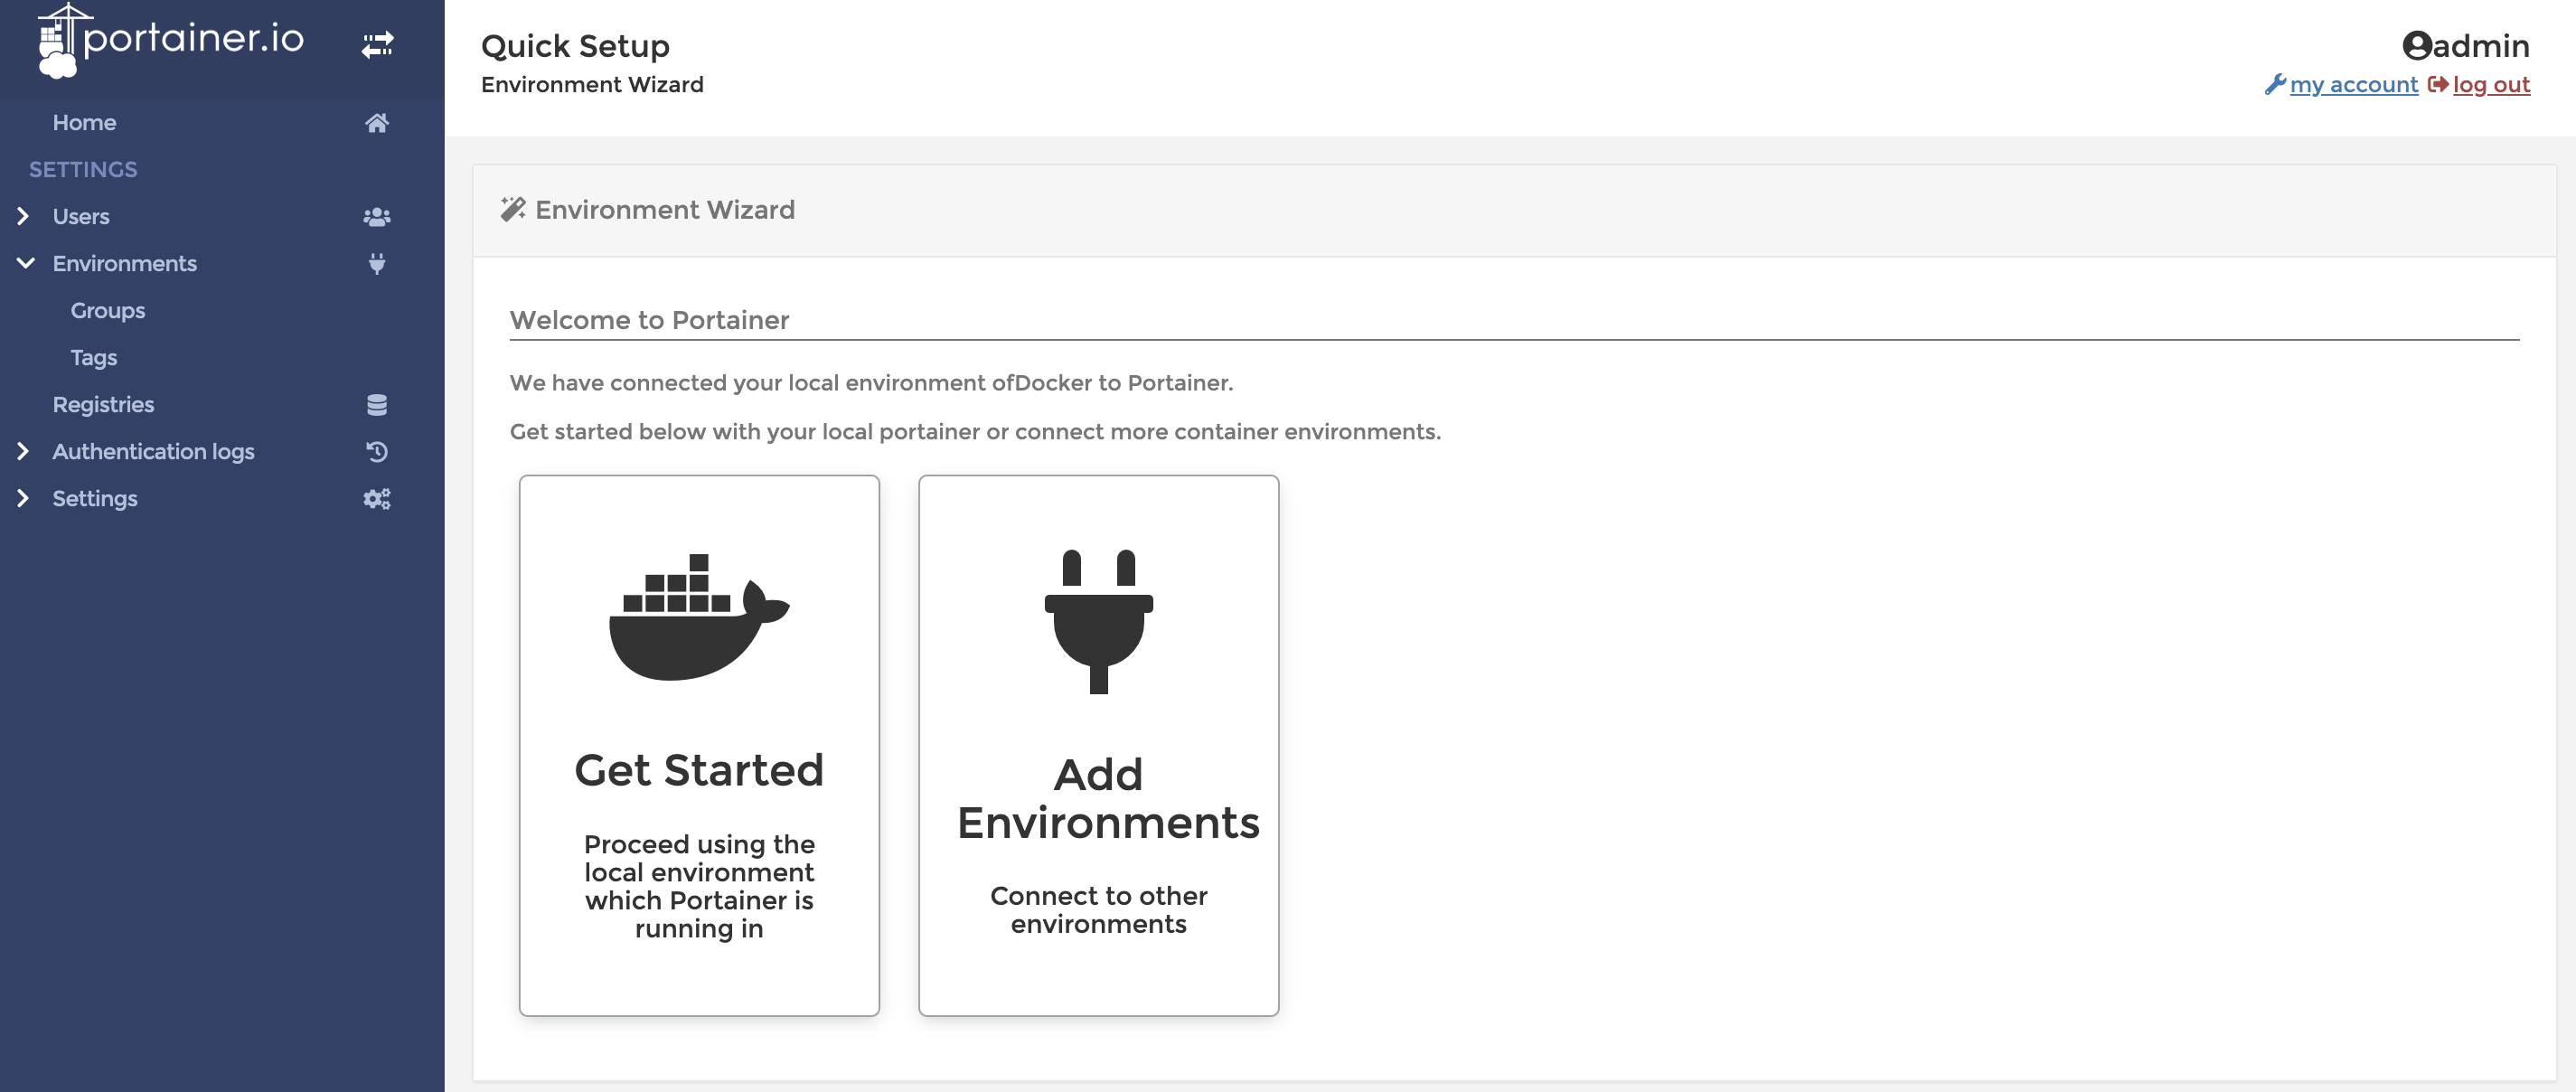 portainer.io
Home
SETTINGS
Users
Environments
Groups
Tags
Registries
Authentication logs
Settings
Quick Setup
Environment Wizard
admin
my account log out
Environment Wizard
Welcome to Portainer
We have connected your local environment ofDocker to Portainer.
Get started below with your local portainer or connect more container environments.
Get Started
Proceed using the
local environment
which Portainer is
running in
Add
Environments
Connect to other
environments